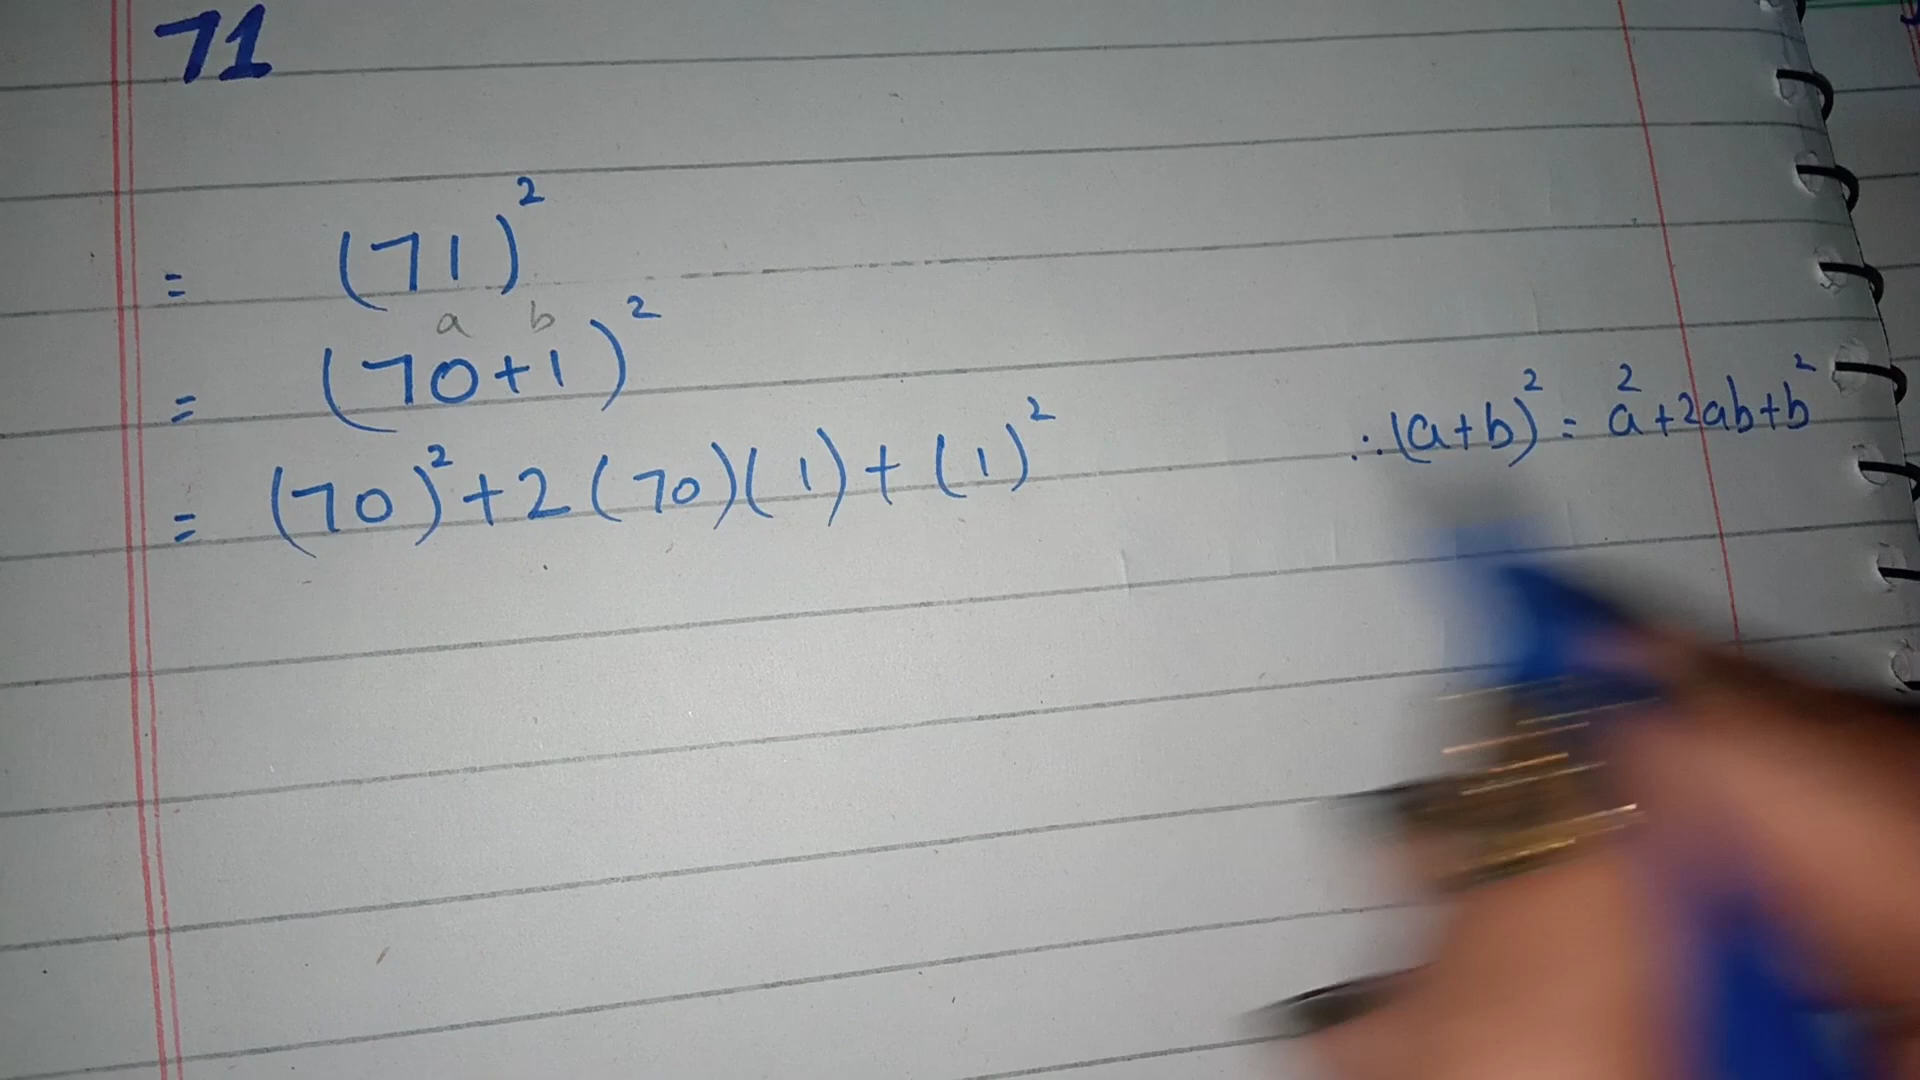 71
= (71)²
a b
= (70+1)²
∴ (a+b)² = a²+2ab+b²
= (70)²+2(70)(1)+(1)²